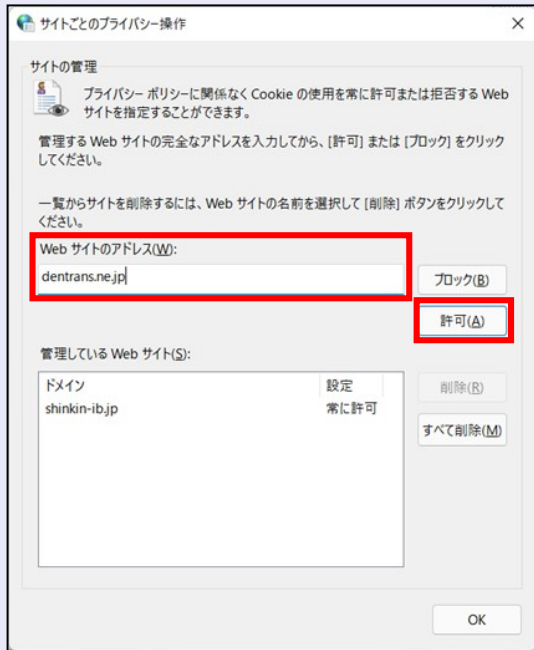 サイトごとのプライバシー操作
サイトの管理
プライバシー ポリシーに関係なく Cookie の使用を常に許可または拒否する Web
サイトを指定することができます。
管理する Web サイトの完全なアドレスを入力してから、[許可] または [ブロック] をクリック
してください。
一覧からサイトを削除するには、Web サイトの名前を選択して [削除] ボタンをクリックして
ください。
Web サイトのアドレス(W):
dentrans.ne.jp
ブロック(B)
許可(A)
管理している Web サイト(S):
ドメイン 設定
shinkin-ib.jp 常に許可
削除(R)
すべて削除(M)
OK